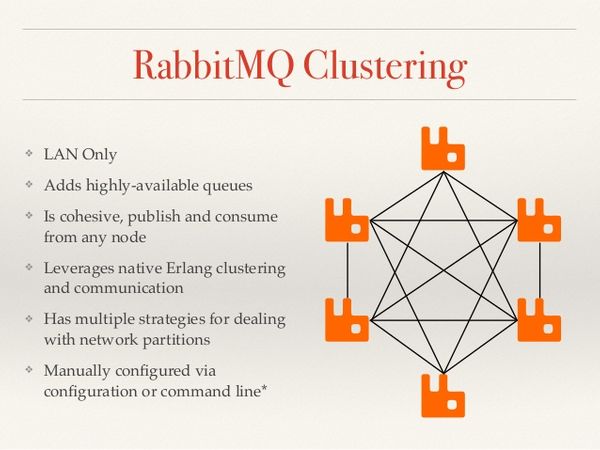 RabbitMQ Clustering
LAN Only
Adds highly-available queues
Is cohesive, publish and consume
from any node
Leverages native Erlang clustering
and communication
Has multiple strategies for dealing
with network partitions
Manually configured via
configuration or command line*